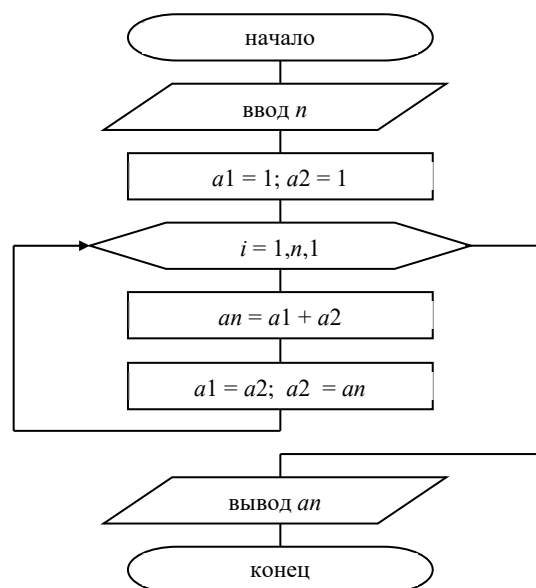 начало
ввод n
a1 = 1; a2 = 1
i = 1,n,1
an = a1 + a2
a1 = a2; a2 = an
вывод an
конец